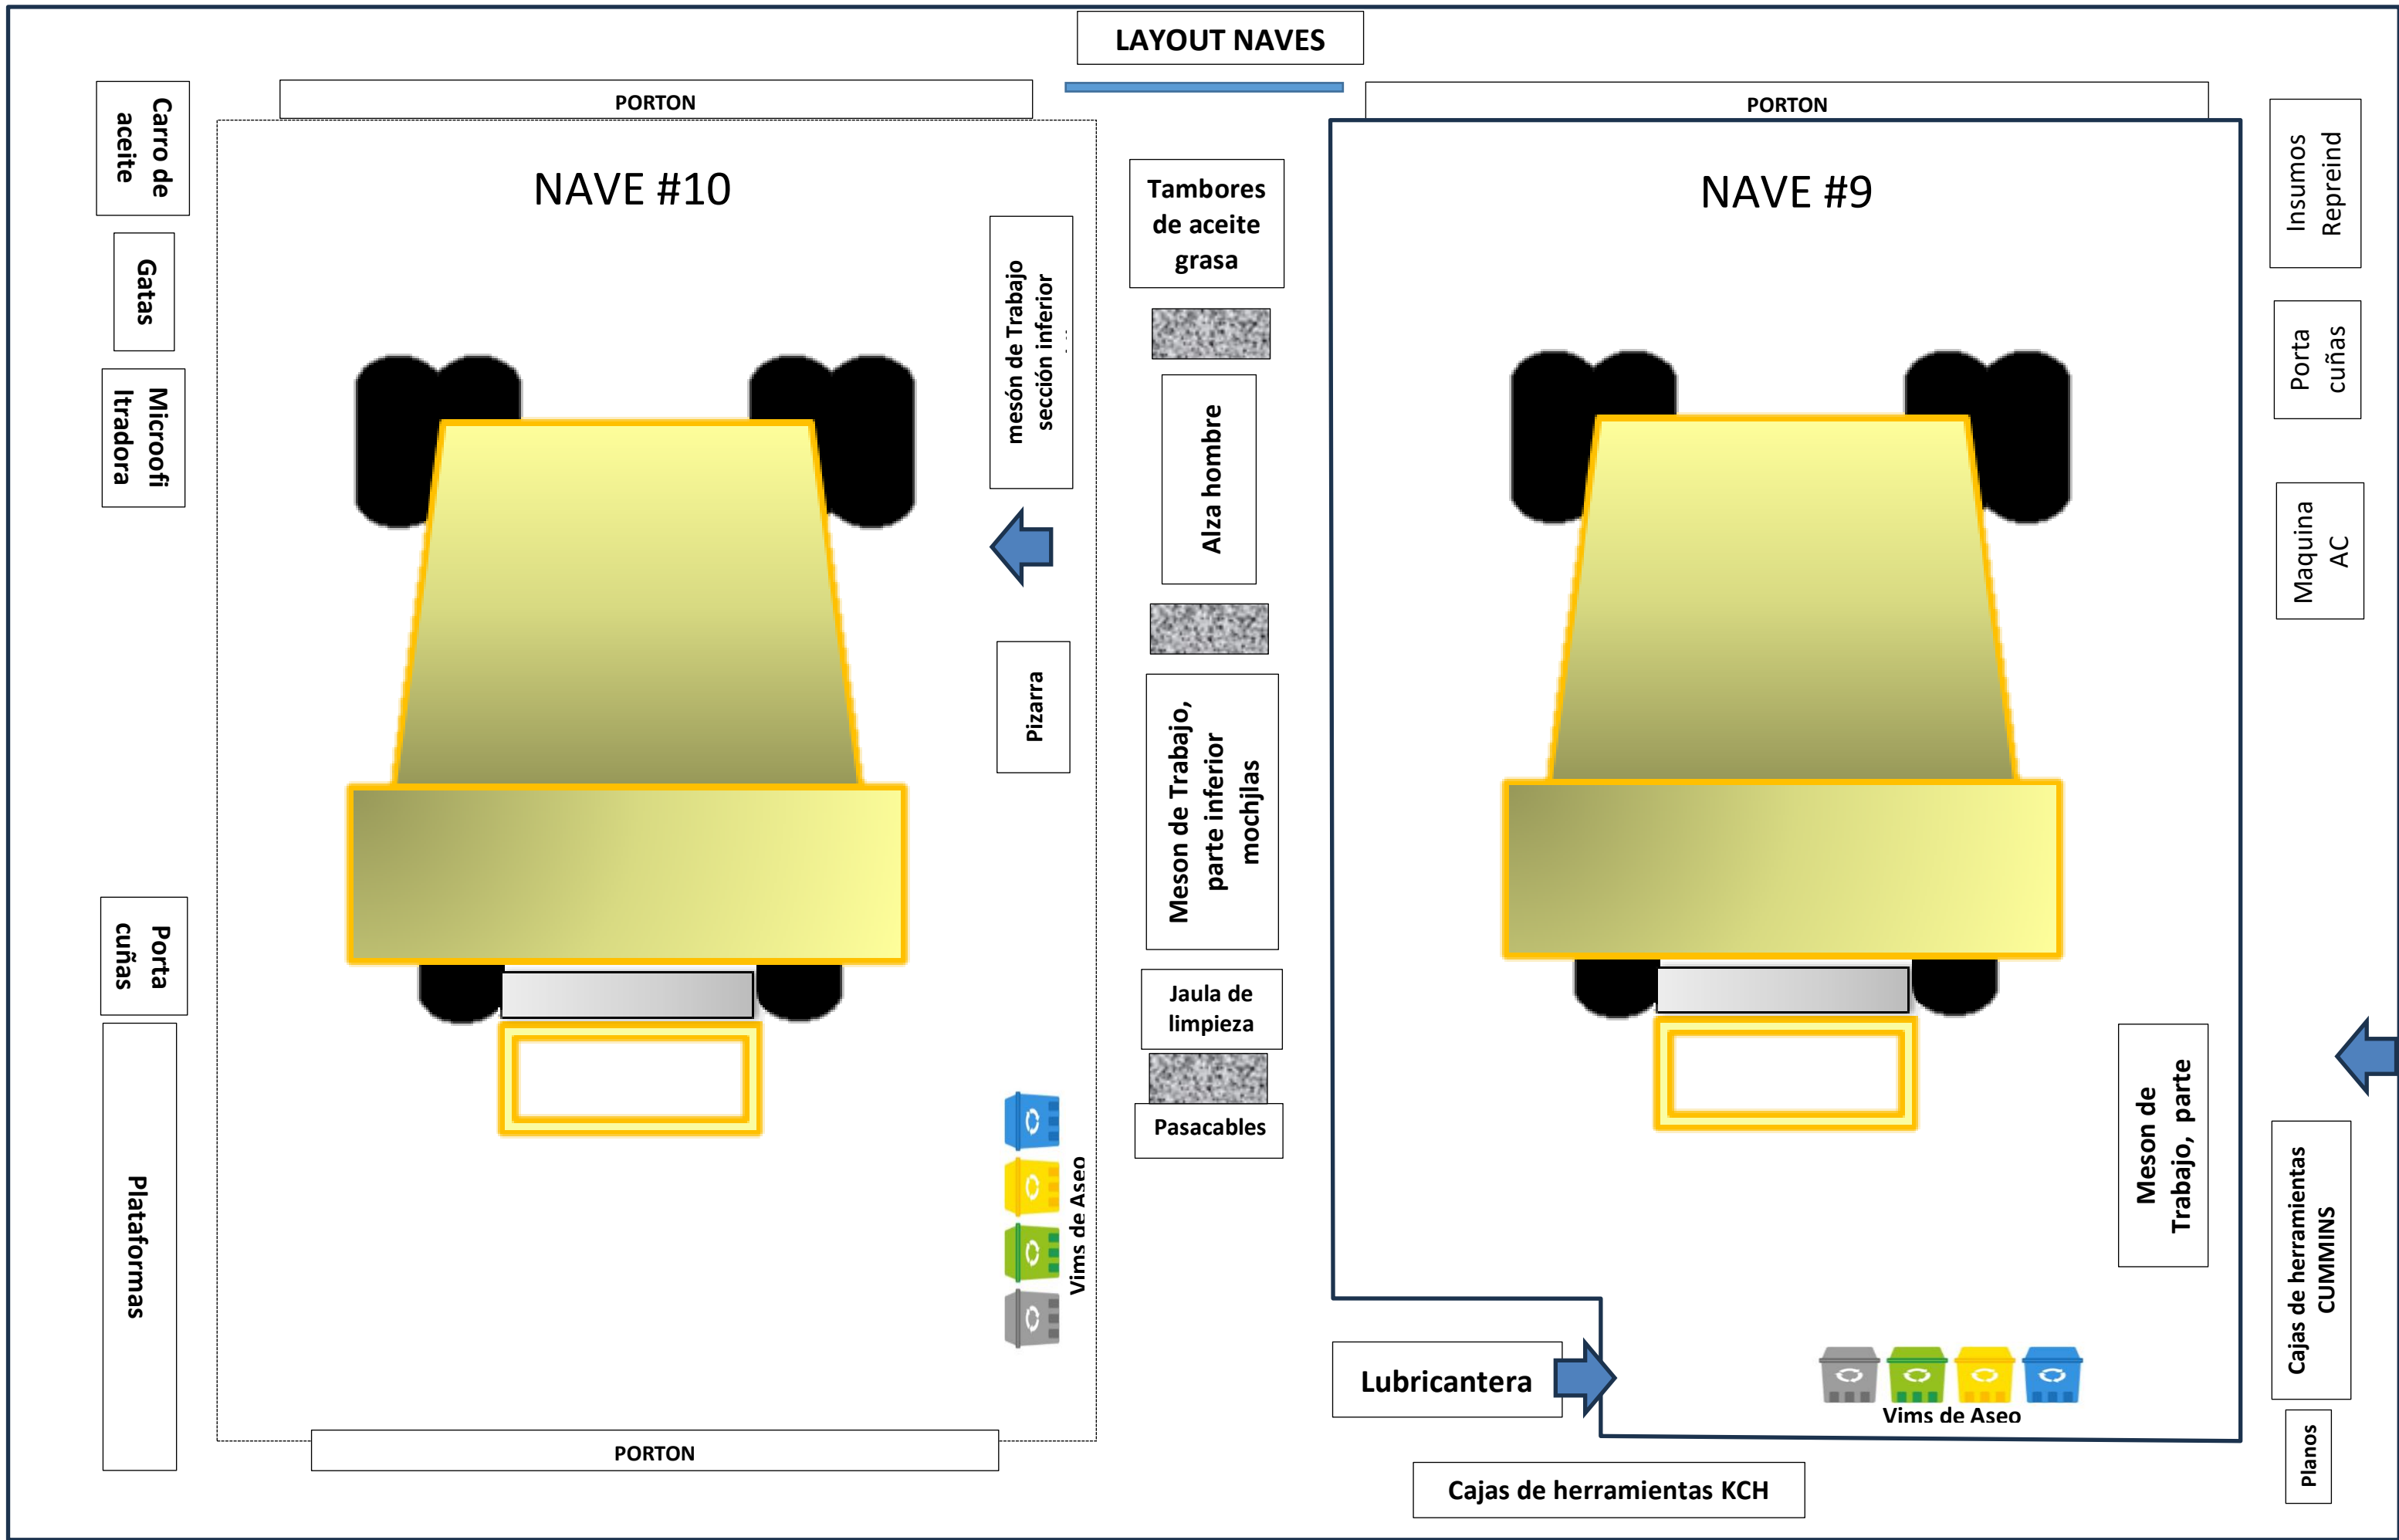 LAYOUT NAVES
PORTON
PORTON
Carro de
aceite
Gatas
Microofi
ltradora
Porta
cuñas
Plataformas
NAVE #10
mesón de Trabajo
sección inferior
Pizarra
Vims de Aseo
PORTON
Tambores
de aceite
grasa
Alza hombre
Meson de Trabajo,
parte inferior
mochjlas
Jaula de
limpieza
Pasacables
NAVE #9
Meson de
Trabajo, parte
Lubricantera
Vims de Aseo
Cajas de herramientas KCH
Insumos
Repreind
Porta
cuñas
Maquina
AC
Cajas de herramientas
CUMMINS
Planos